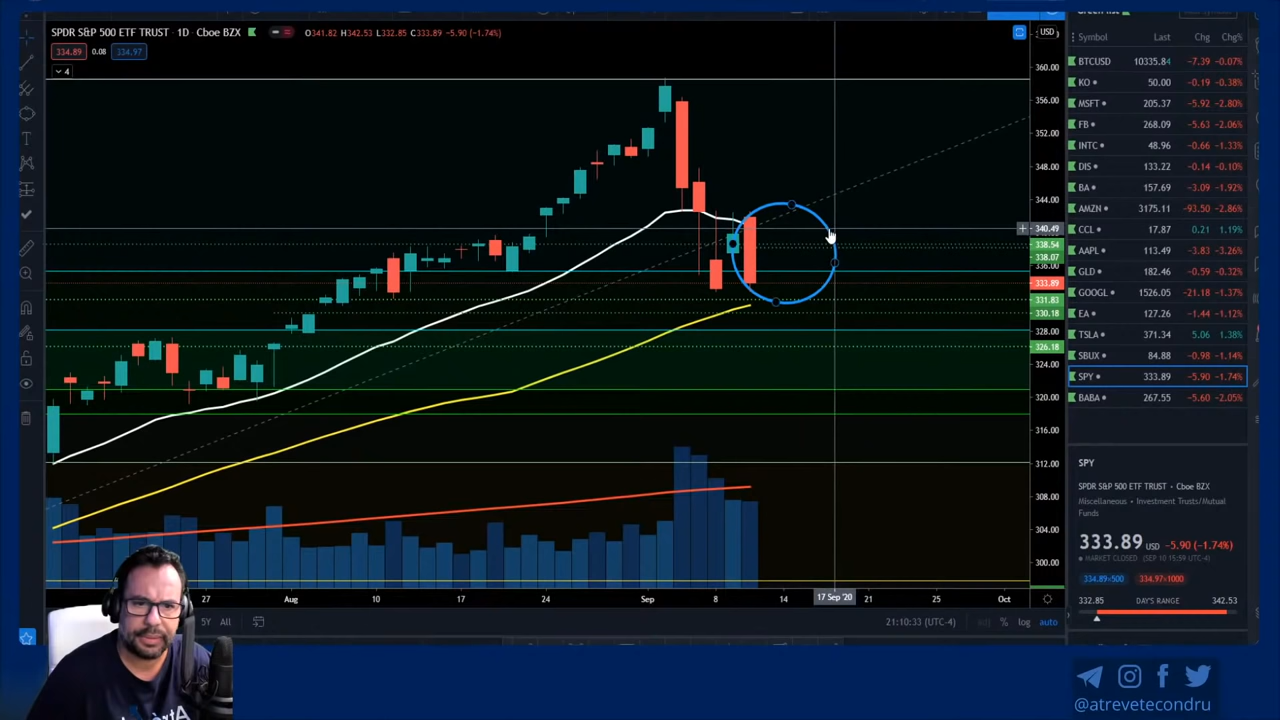 SPDR S&P 500 ETF TRUST · 1D · Cboe BZX O341.82 H342.53 L332.85 C333.89 -5.90 (-1.74%)
334.89 0.08 334.97
4
USD
360.00
356.00
352.00
348.00
344.00
340.49
338.54
338.07
336.00
333.89
331.83
330.18
328.00
326.18
320.00
316.00
312.00
308.00
304.00
300.00
27 Aug 10 17 24 Sep 8 14 17 Sep '20 21 25 Oct
5Y All 21:10:33 (UTC-4) % log auto
Symbol Last Chg Chg%
BTCUSD 10335.84 -7.39 -0.07%
KO 50.00 -0.19 -0.38%
MSFT 205.37 -5.92 -2.80%
FB 268.09 -5.63 -2.06%
INTC 48.96 -0.66 -1.33%
DIS 133.22 -0.14 -0.10%
BA 157.69 -3.09 -1.92%
AMZN 3175.11 -93.50 -2.86%
CCL 17.87 0.21 1.19%
AAPL 113.49 -3.83 -3.26%
GLD 182.46 -0.59 -0.32%
GOOGL 1526.05 -21.18 -1.37%
EA 127.26 -1.44 -1.12%
TSLA 371.34 5.06 1.38%
SBUX 84.88 -0.98 -1.14%
SPY 333.89 -5.90 -1.74%
BABA 267.55 -5.60 -2.05%
SPY
SPDR S&P 500 ETF TRUST • Cboe BZX
Miscellaneous • Investment Trusts/Mutual
Funds
333.89 USD -5.90 (-1.74%)
MARKET CLOSED (SEP 10 15:59 UTC-4)
334.89×500 334.97×1000
332.85 DAY'S RANGE 342.53
@atrevetecondru